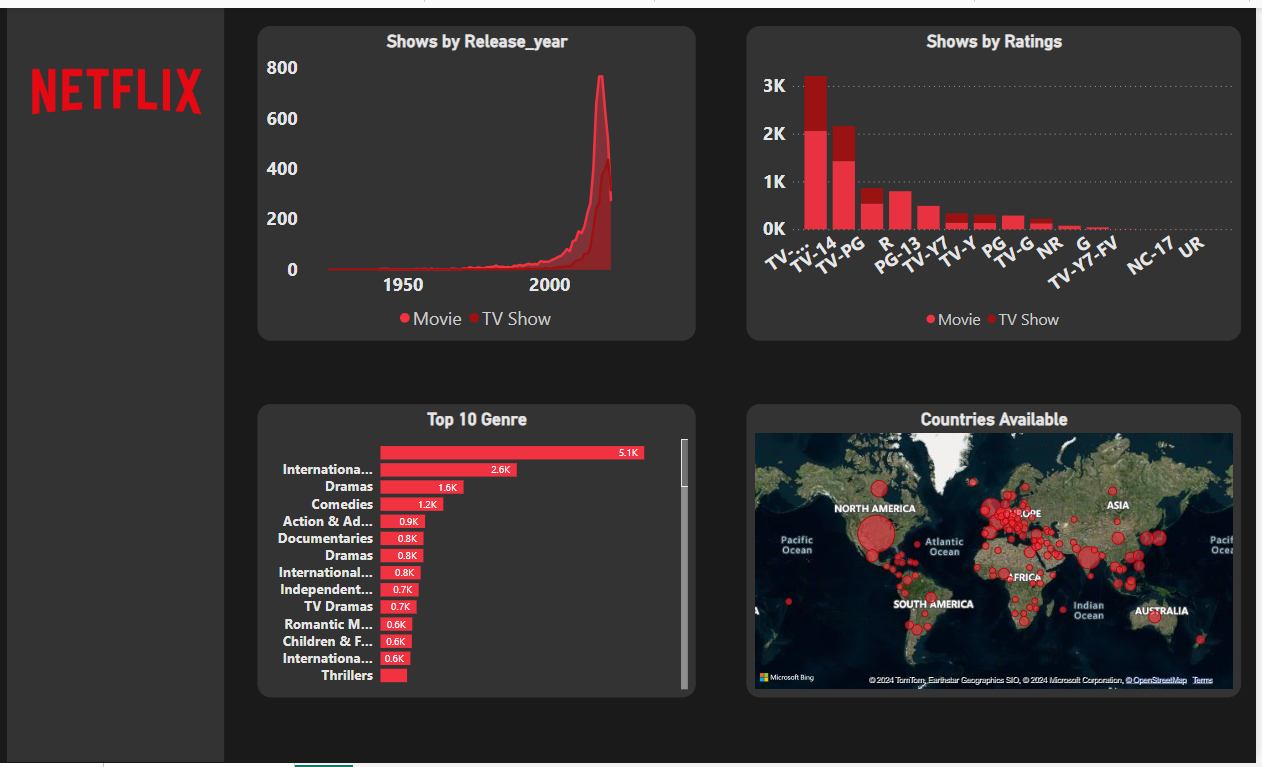 NETFLIX
Shows by Release_year
800
600
400
200
0
1950
2000
Movie
TV Show
Shows by Ratings
3K
2K
1K
0K
TV-...
TV-14
TV-PG
R
PG-13
TV-Y7
TV-Y
PG
TV-G
NR
G
TV-Y7-FV
NC-17
UR
Movie
TV Show
Top 10 Genre
5.1K
Internationa... 2.6K
Dramas 1.6K
Comedies 1.2K
Action & Ad... 0.9K
Documentaries 0.8K
Dramas 0.8K
International... 0.8K
Independent... 0.7K
TV Dramas 0.7K
Romantic M... 0.6K
Children & F... 0.6K
Internationa... 0.6K
Thrillers
Countries Available
NORTH AMERICA
EUROPE
ASIA
Pacific
Ocean
Atlantic
Ocean
Pacif
Ocea
AFRICA
SOUTH AMERICA
Indian
Ocean
AUSTRALIA
A
Microsoft Bing
© 2024 TomTom, Earthstar Geographics SIO, © 2024 Microsoft Corporation, © OpenStreetMap Terms